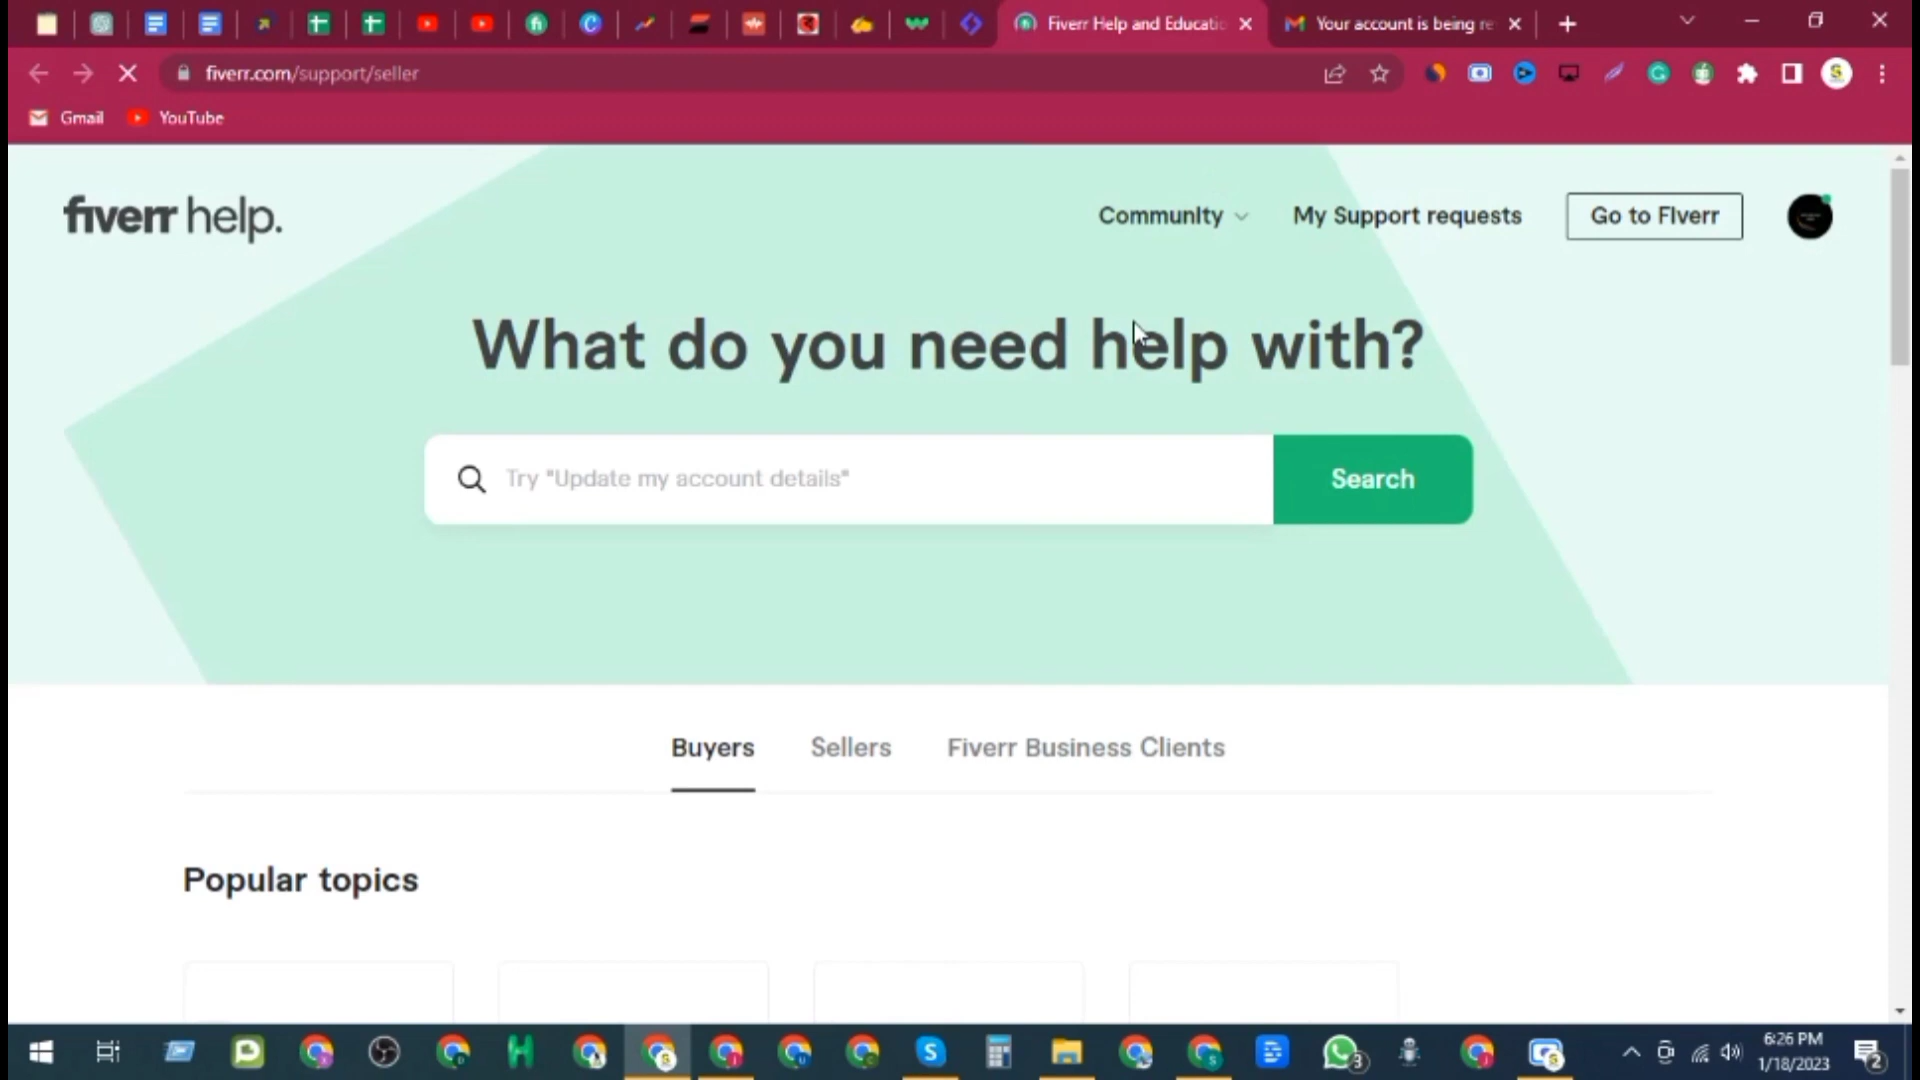 Fiverr Help and Educatio
Your account is being re
fiverr.com/support/seller
Gmail
YouTube
fiverr help.
Community
My Support requests
Go to Fiverr
What do you need help with?
Try "Update my account details"
Search
Buyers
Sellers
Fiverr Business Clients
Popular topics
6:26 PM
1/18/2023
3
2